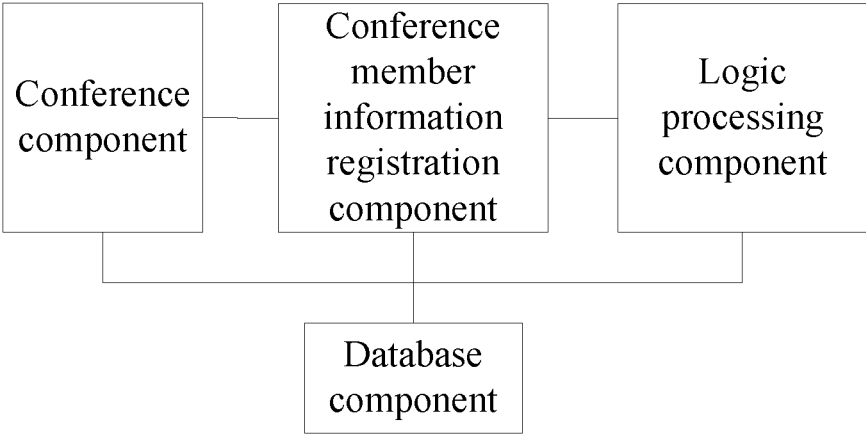 Conference
component
Conference
member
information
registration
component
Logic
processing
component
Database
component